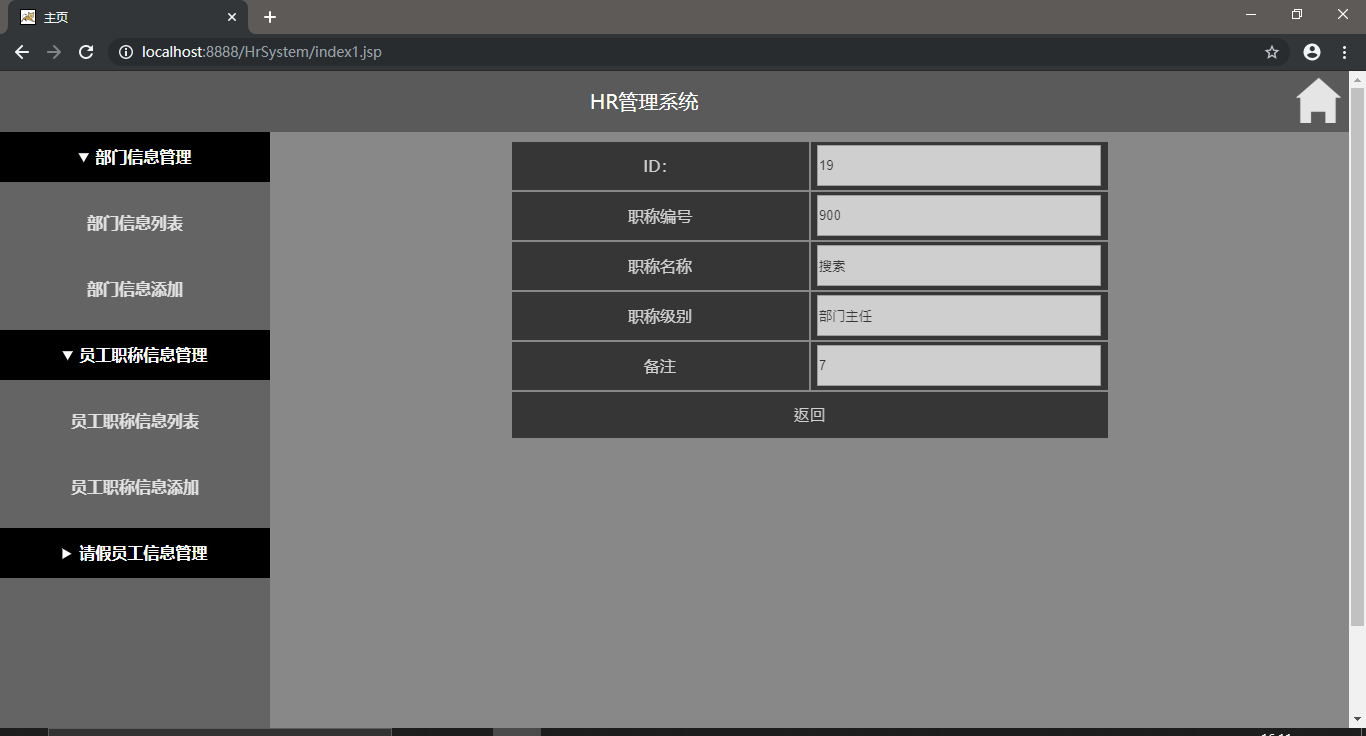 主页
localhost:8888/HrSystem/index1.jsp
HR管理系统
▼ 部门信息管理
部门信息列表
部门信息添加
▼ 员工职称信息管理
员工职称信息列表
员工职称信息添加
▶ 请假员工信息管理
ID： 19
职称编号 900
职称名称 搜索
职称级别 部门主任
备注 7
返回